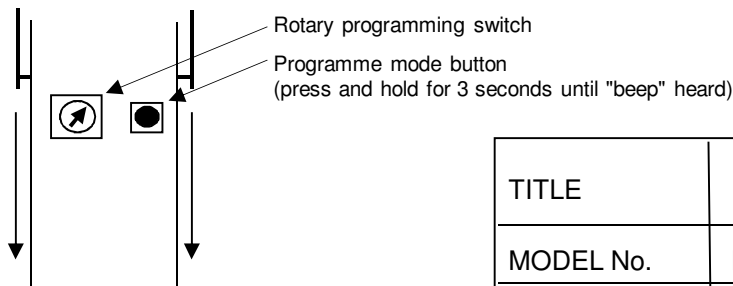 Rotary programming switch
Programme mode button
(press and hold for 3 seconds until "beep" heard)
TITLE
MODEL No.